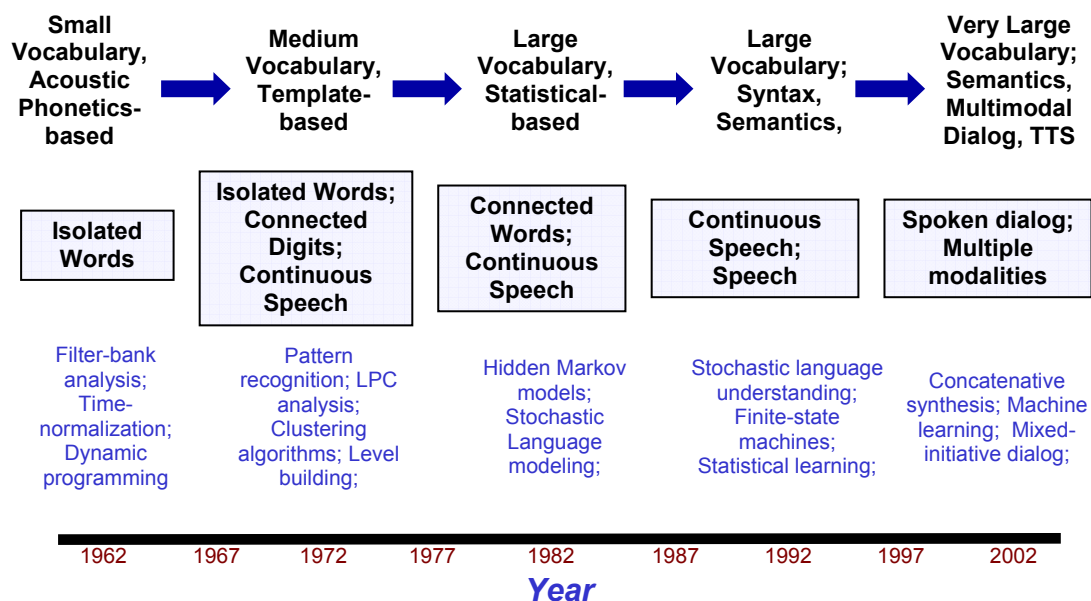 Small
Vocabulary,
Acoustic
Phonetics-
based
Medium
Vocabulary,
Template-
based
Large
Vocabulary,
Statistical-
based
Large
Vocabulary;
Syntax,
Semantics,
Very Large
Vocabulary;
Semantics,
Multimodal
Dialog, TTS
Isolated
Words
Isolated Words;
Connected
Digits;
Continuous
Speech
Connected
Words;
Continuous
Speech
Continuous
Speech;
Speech
Spoken dialog;
Multiple
modalities
Filter-bank
analysis;
Time-
normalization;
Dynamic
programming
Pattern
recognition; LPC
analysis;
Clustering
algorithms; Level
building;
Hidden Markov
models;
Stochastic
Language
modeling;
Stochastic language
understanding;
Finite-state
machines;
Statistical learning;
Concatenative
synthesis; Machine
learning; Mixed-
initiative dialog;
1962 1967 1972 1977 1982 1987 1992 1997 2002
Year